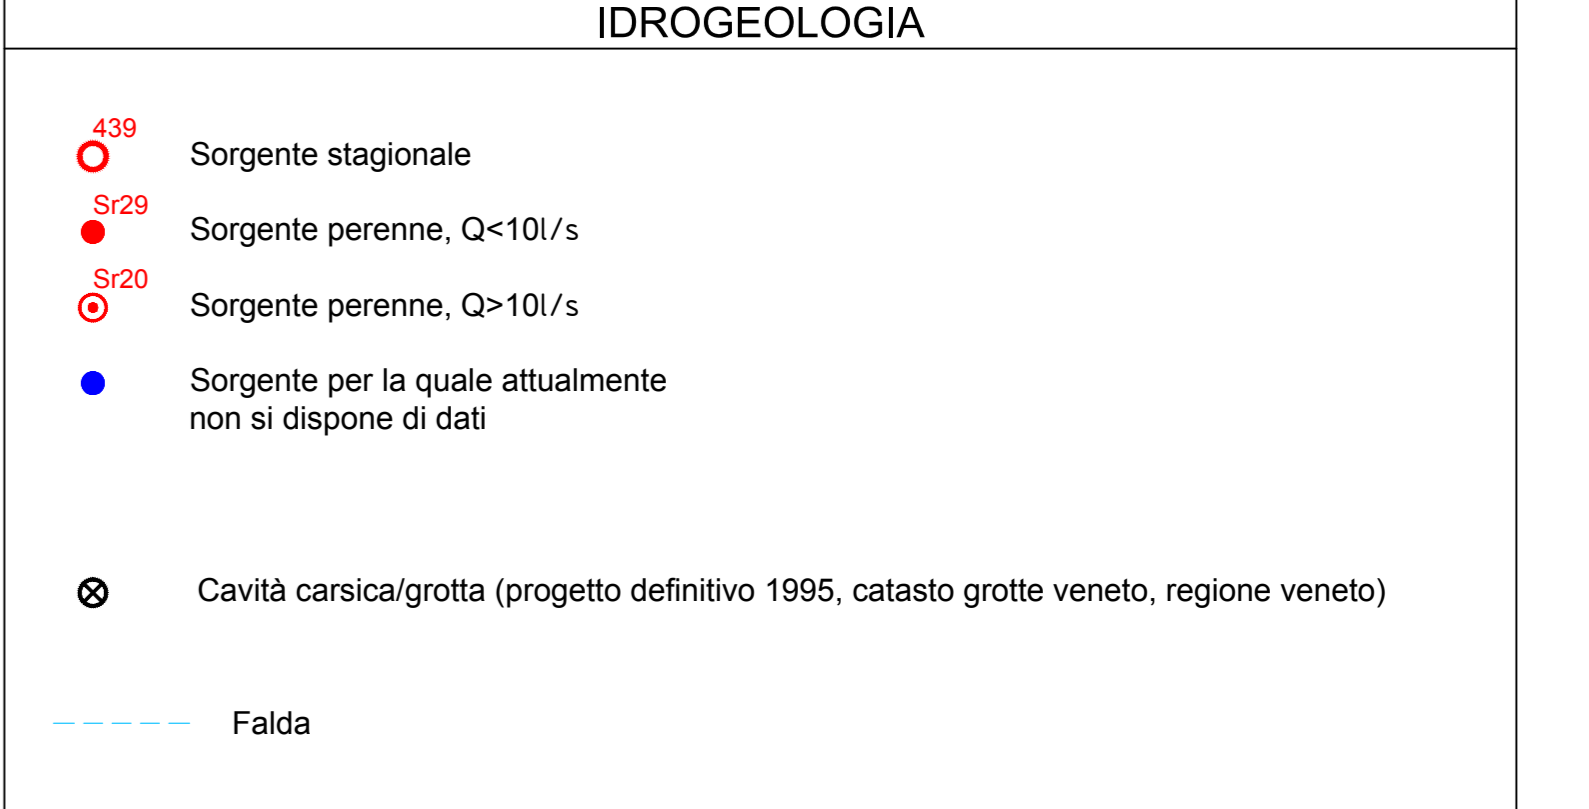 IDROGEOLOGIA
439
Sorgente stagionale
Sr29
Sorgente perenne, Q<10l/s
Sr20
Sorgente perenne, Q>10l/s
Sorgente per la quale attualmente
non si dispone di dati
Cavità carsica/grotta (progetto definitivo 1995, catasto grotte veneto, regione veneto)
Falda